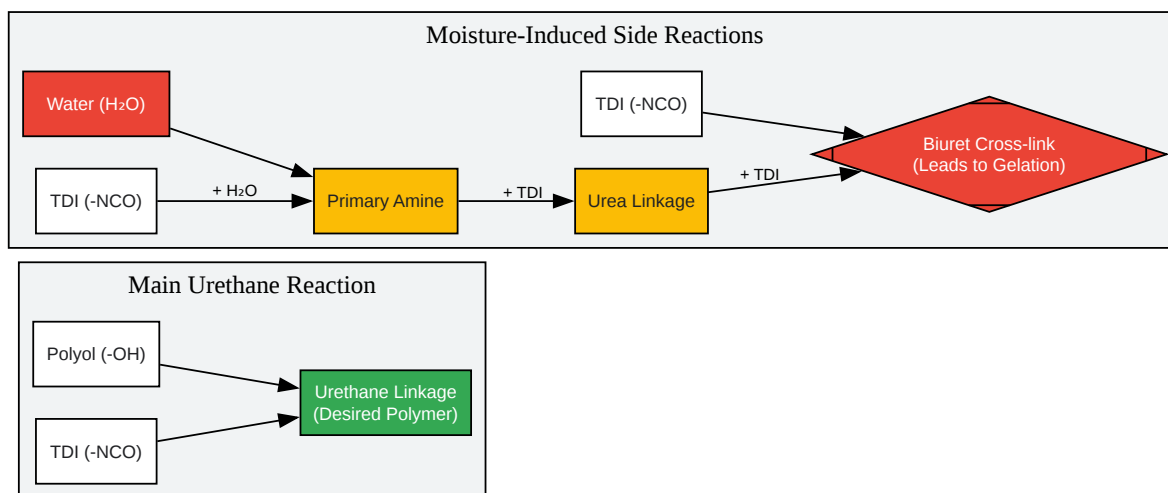 Moisture-Induced Side Reactions
Water (H₂O)
TDI (-NCO)
TDI (-NCO)
+ H₂O
Primary Amine
+ TDI
Urea Linkage
+ TDI
Biuret Cross-link
(Leads to Gelation)
Main Urethane Reaction
Polyol (-OH)
TDI (-NCO)
Urethane Linkage
(Desired Polymer)